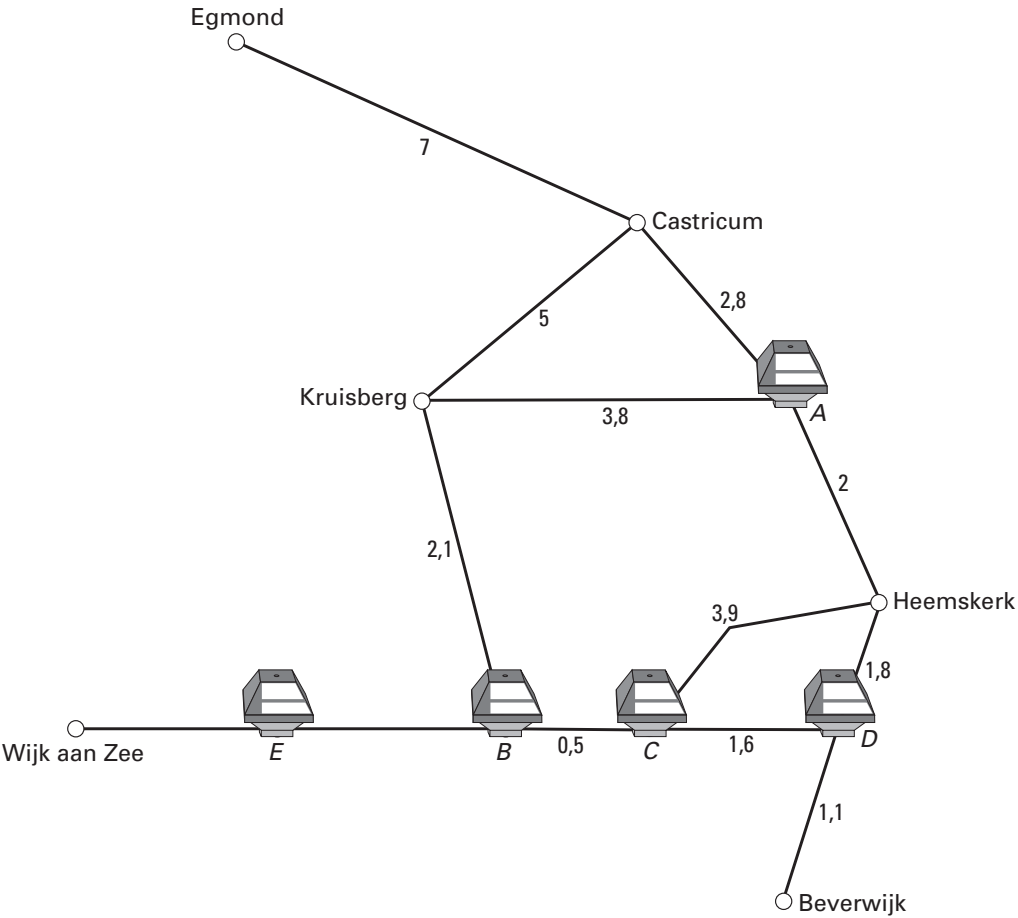 Egmond
7
Castricum
2,8
5
Kruisberg
3,8
A
2
2,1
Heemskerk
3,9
1,8
Wijk aan Zee
E
B
0,5
C
1,6
D
1,1
Beverwijk